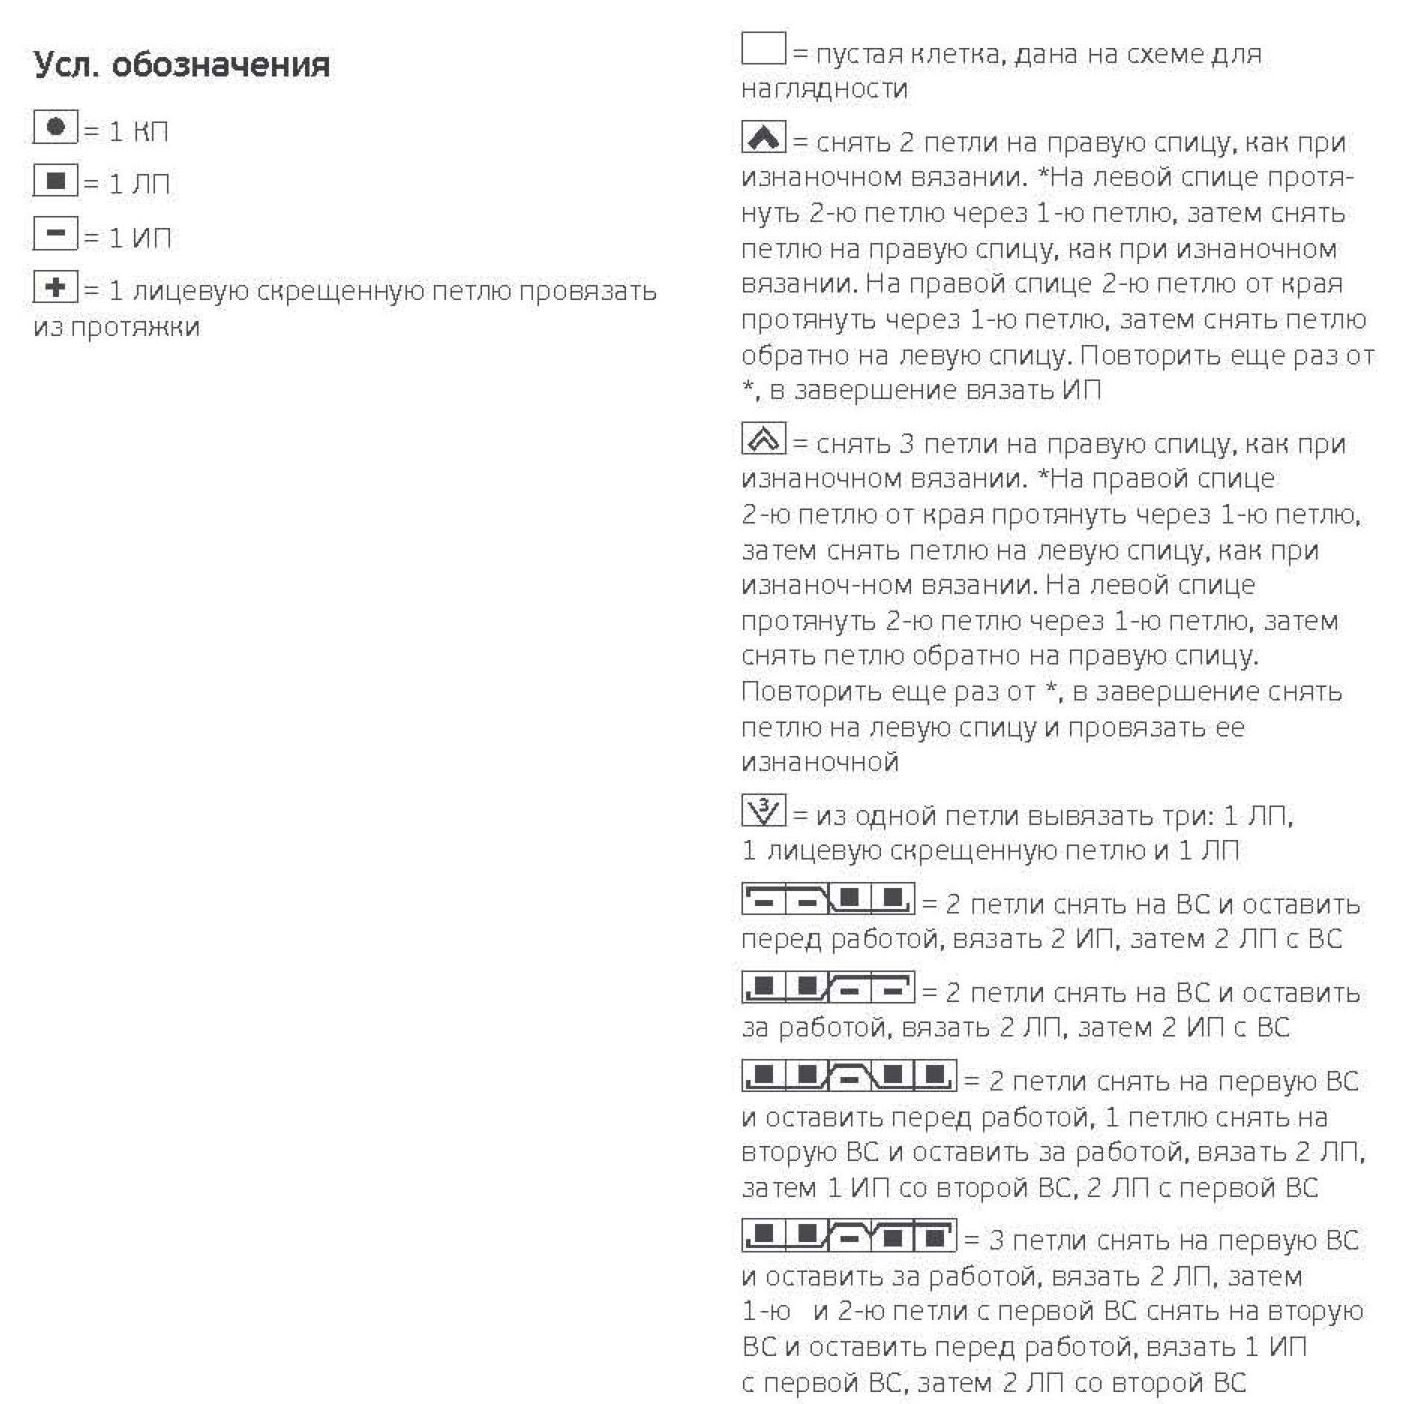 Усл. обозначения
= 1 КП
= 1 ЛП
= 1 ИП
= 1 лицевую скрещенную петлю провязать
из протяжки
= пустая клетка, дана на схеме для
наглядности
= снять 2 петли на правую спицу, как при
изнаночном вязании. *На левой спице протя-
нуть 2-ю петлю через 1-ю петлю, затем снять
петлю на правую спицу, как при изнаночном
вязании. На правой спице 2-ю петлю от края
протянуть через 1-ю петлю, затем снять петлю
обратно на левую спицу. Повторить еще раз от
*, в завершение вязать ИП
= снять 3 петли на правую спицу, как при
изнаночном вязании. *На правой спице
2-ю петлю от края протянуть через 1-ю петлю,
затем снять петлю на левую спицу, как при
изнаноч-ном вязании. На левой спице
протянуть 2-ю петлю через 1-ю петлю, затем
снять петлю обратно на правую спицу.
Повторить еще раз от *, в завершение снять
петлю на левую спицу и провязать ее
изнаночной
3 = из одной петли вывязать три: 1 ЛП,
1 лицевую скрещенную петлю и 1 ЛП
= 2 петли снять на ВС и оставить
перед работой, вязать 2 ИП, затем 2 ЛП с ВС
= 2 петли снять на ВС и оставить
за работой, вязать 2 ЛП, затем 2 ИП с ВС
= 2 петли снять на первую ВС
и оставить перед работой, 1 петлю снять на
вторую ВС и оставить за работой, вязать 2 ЛП,
затем 1 ИП со второй ВС, 2 ЛП с первой ВС
= 3 петли снять на первую ВС
и оставить за работой, вязать 2 ЛП, затем
1-ю и 2-ю петли с первой ВС снять на вторую
ВС и оставить перед работой, вязать 1 ИП
с первой ВС, затем 2 ЛП со второй ВС